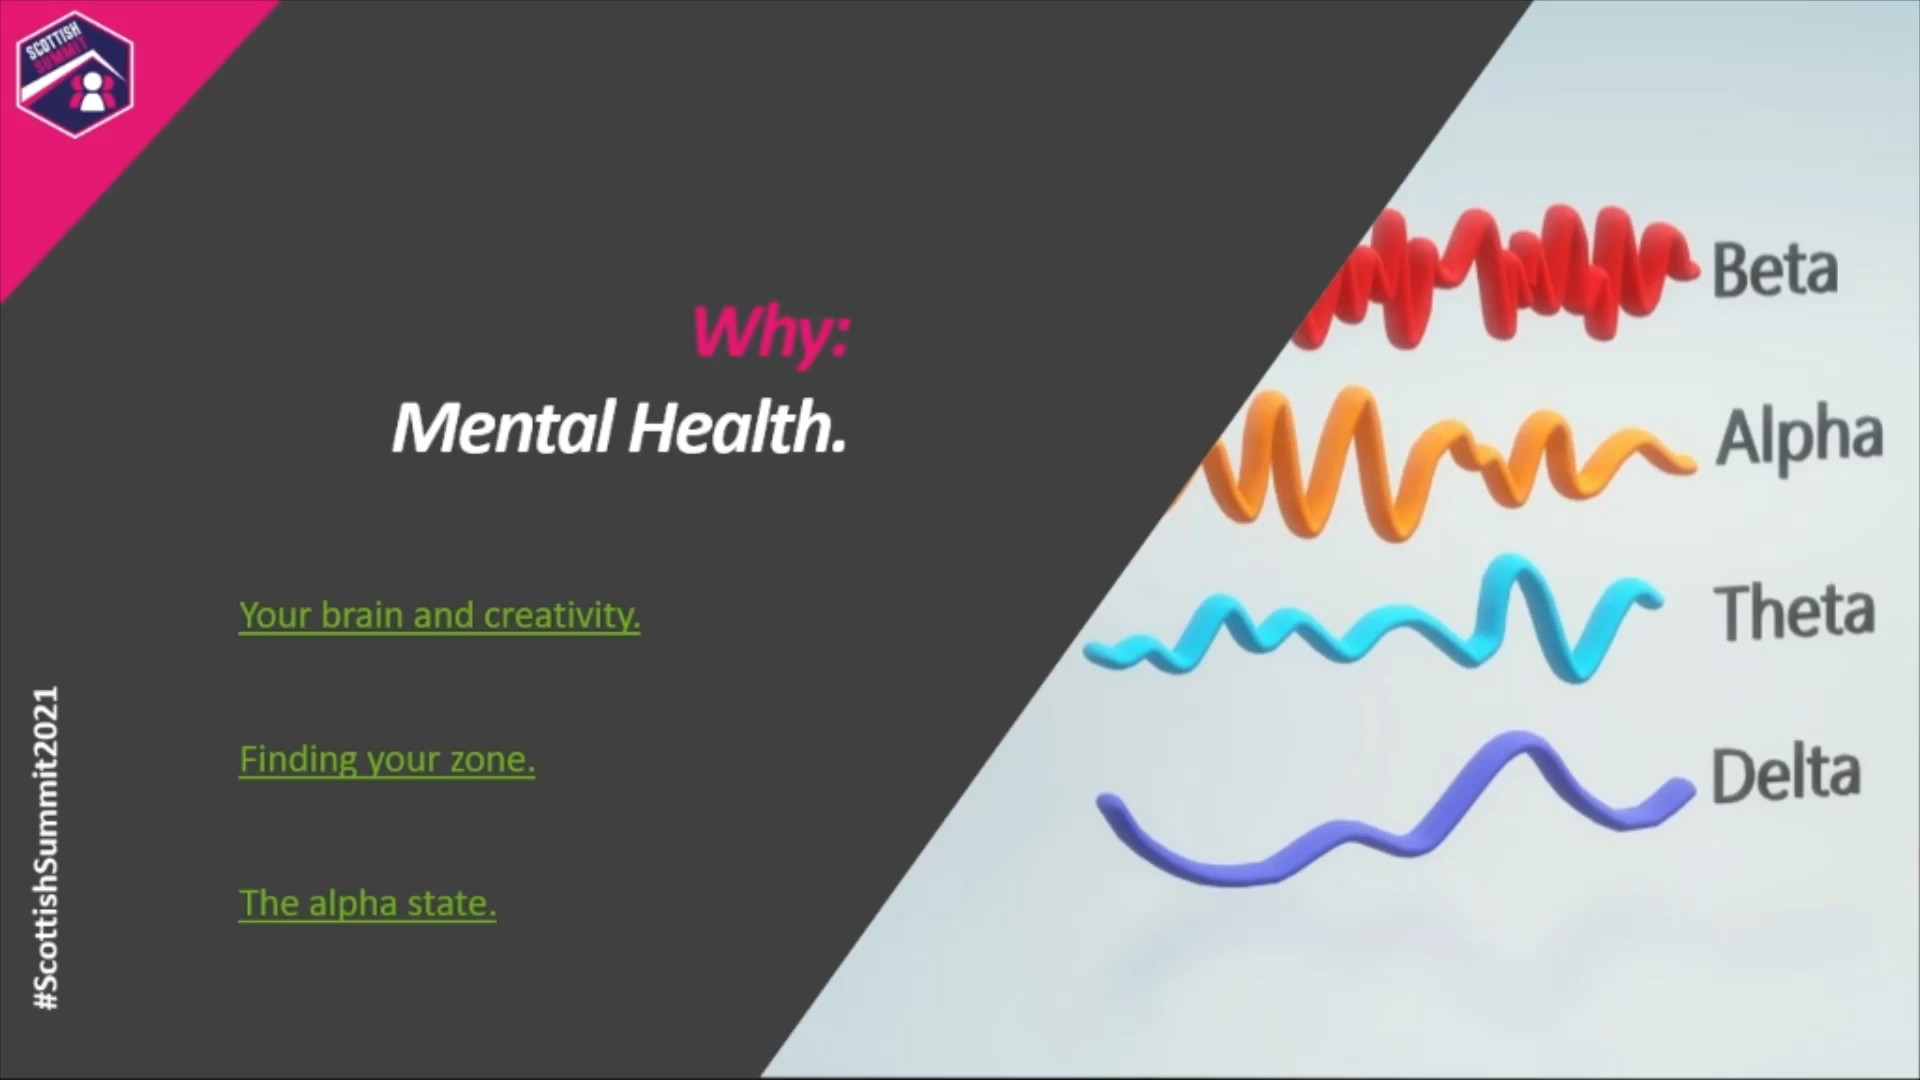 SCOTTISH
SUMMIT
Why:
Mental Health.
Your brain and creativity.
Finding your zone.
The alpha state.
#ScottishSummit2021
Beta
Alpha
Theta
Delta